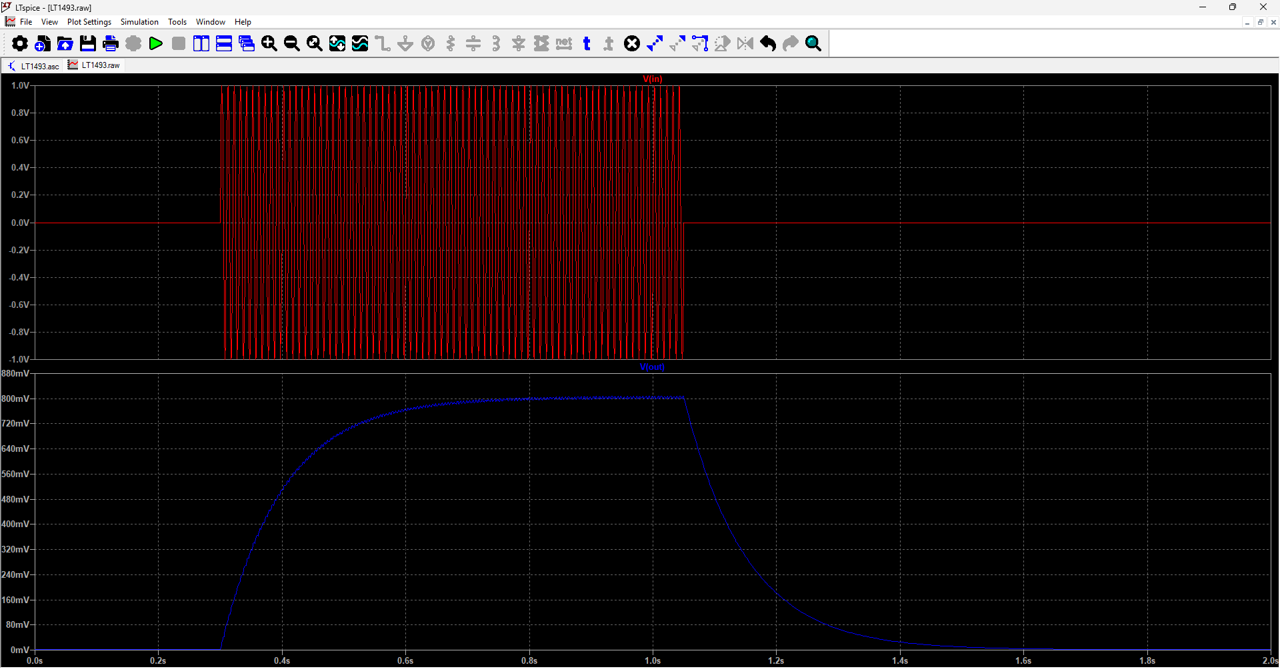 LTspice - [LT1493.raw]
File View Plot Settings Simulation Tools Window Help
LT1493.asc LT1493.raw
V(in)
1.0V
0.8V
0.6V
0.4V
0.2V
0.0V
-0.2V
-0.4V
-0.6V
-0.8V
-1.0V
V(out)
880mV
800mV
720mV
640mV
560mV
480mV
400mV
320mV
240mV
160mV
80mV
0mV
0.0s 0.2s 0.4s 0.6s 0.8s 1.0s 1.2s 1.4s 1.6s 1.8s 2.0s